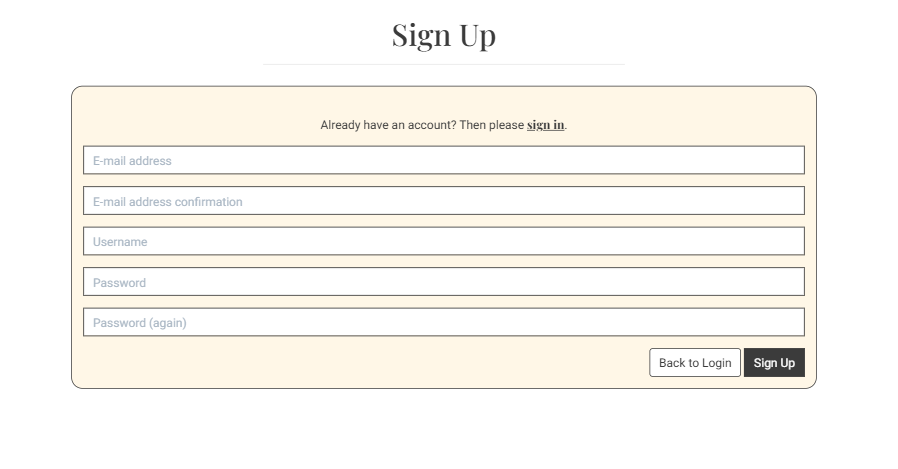 Sign Up
Already have an account? Then please sign in.
E-mail address
E-mail address confirmation
Username
Password
Password (again)
Back to Login
Sign Up